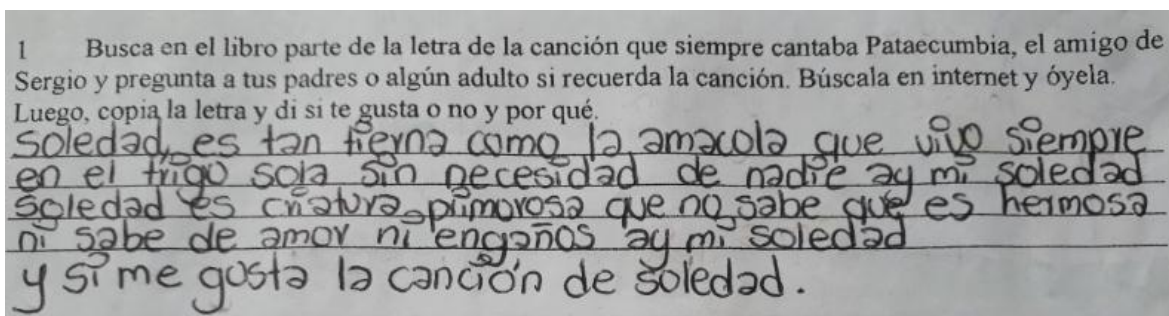 1 Busca en el libro parte de la letra de la canción que siempre cantaba Pataecumbia, el amigo de
Sergio y pregunta a tus padres o algún adulto si recuerda la canción. Búscala en internet y óyela.
Luego, copia la letra y di si te gusta o no y por qué.
Soledad, es tan tierna como la amacola que vivo siempre
en el trigo sola sin necesidad de nadie ay mi soledad
Soledad es criatura primorosa que no sabe que es hermosa
ni sabe de amor ni engaños ay mi soledad
y si me gusta la canción de soledad.